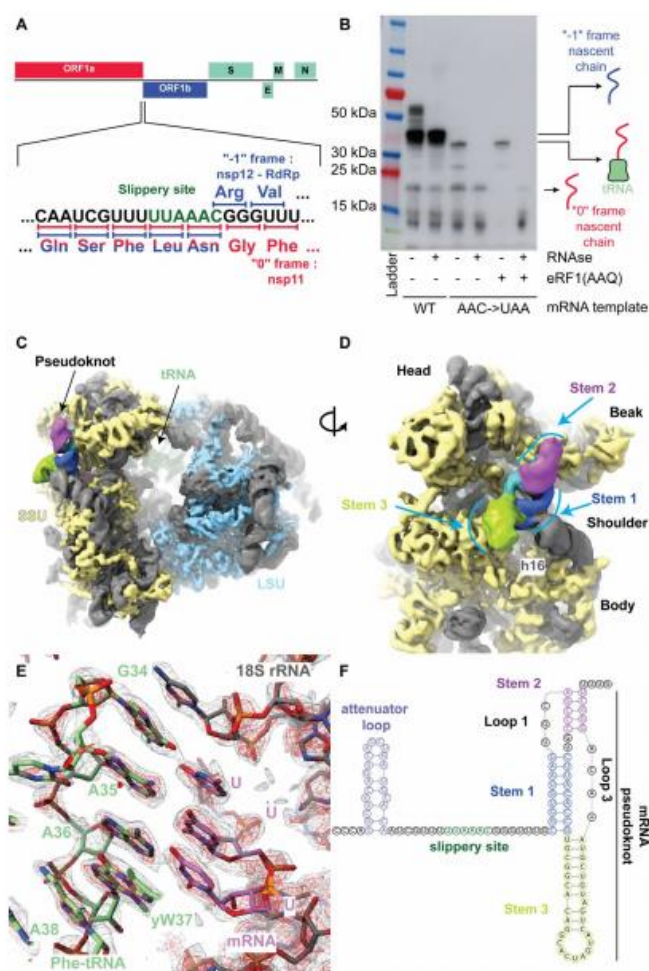 A
ORF1a
ORF1b
S
E
M
N
"-1" frame :
nsp12 - RdRp
Slippery site
Arg Val ...
...CAAUCGUUUUUAAACGGGUUU...
Gln Ser Phe Leu Asn Gly Phe ...
"0" frame :
nsp11
B
50 kDa
30 kDa
25 kDa
15 kDa
"-1" frame
nascent
chain
tRNA
"0" frame
nascent
chain
- + - + - + RNAse
+ + eRF1(AAQ)
Ladder
WT AAC->UAA mRNA template
C
Pseudoknot
tRNA
SSU
LSU
D
Head
Stem 2
Beak
Stem 3
Stem 1
Shoulder
h16
Body
E
G34
18S rRNA
A35
U
U
A36
U
A38
yW37
Phe-tRNA
mRNA
F
Stem 2
attenuator
loop
Loop 1
Stem 1
Loop 3
mRNA
pseudoknot
slippery site
Stem 3